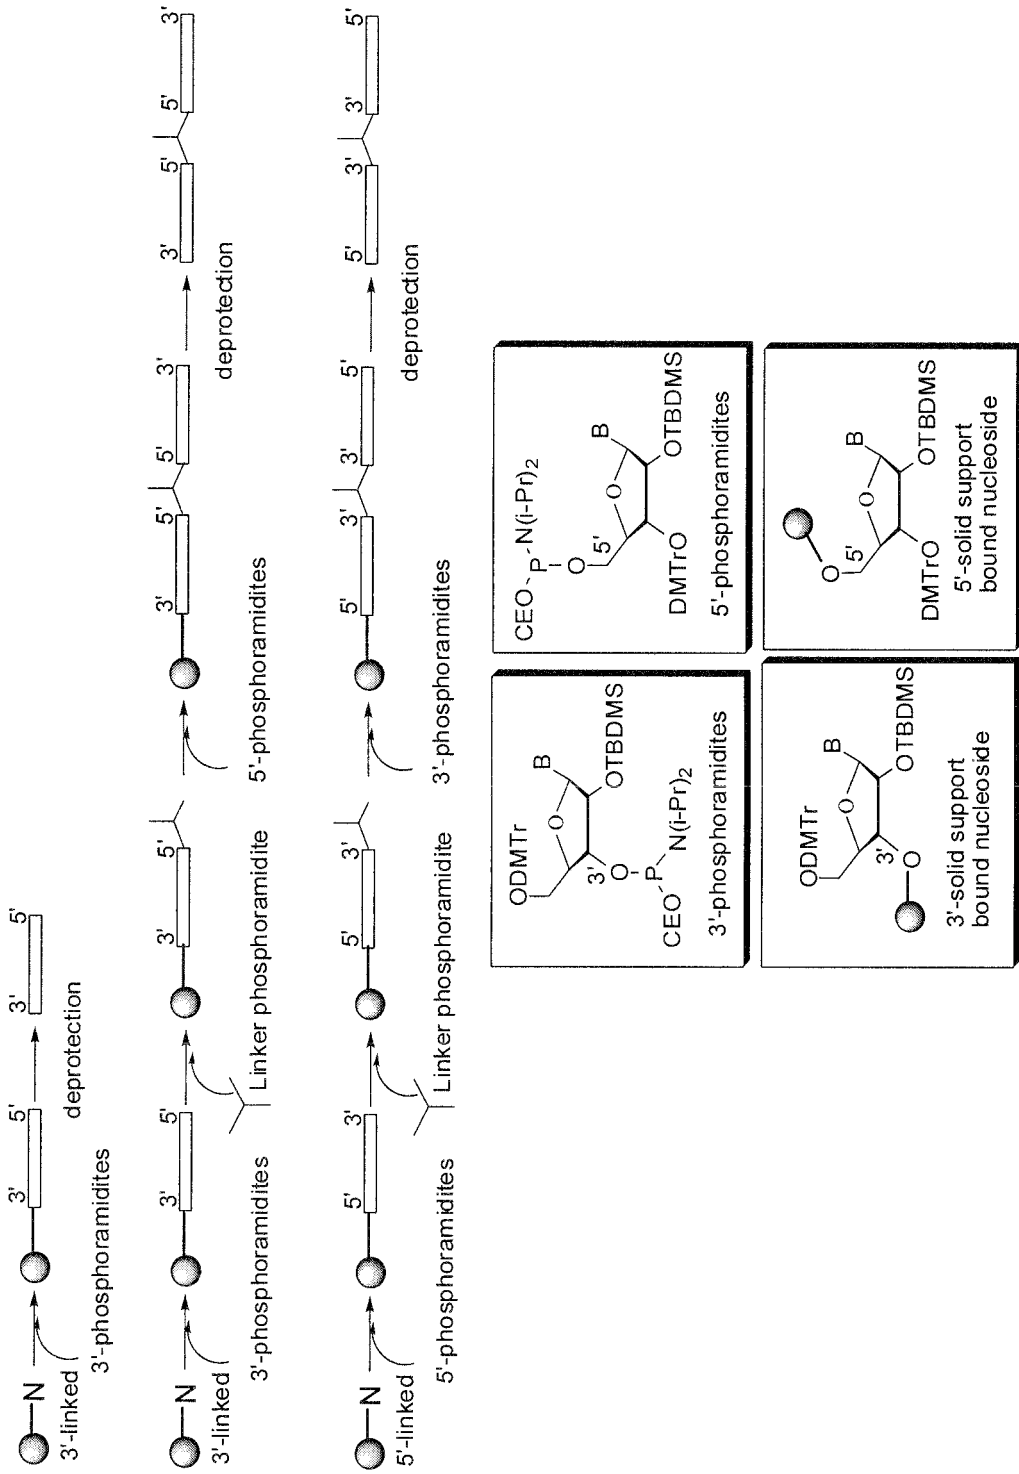 3' 5' 3' 5'
N
3'-linked
3'-phosphoramidites
deprotection
3' 5' 3' 5' 3' 5' 5' 3' 3' 5' 5' 3'
N
3'-linked
3'-phosphoramidites
Linker phosphoramidite
5'-phosphoramidites
deprotection
5' 3' 5' 3' 5' 3' 3' 5' 5' 3' 3' 5'
N
5'-linked
5'-phosphoramidites
Linker phosphoramidite
3'-phosphoramidites
deprotection
ODMTr
O
B
3'
O
OTBDMS
P
CEO
N(i-Pr)2
3'-phosphoramidites
CEO
P
N(i-Pr)2
O
5'
O
B
DMTrO
OTBDMS
5'-phosphoramidites
ODMTr
O
B
3'
O
OTBDMS
3'-solid support
bound nucleoside
O
5'
O
B
DMTrO
OTBDMS
5'-solid support
bound nucleoside